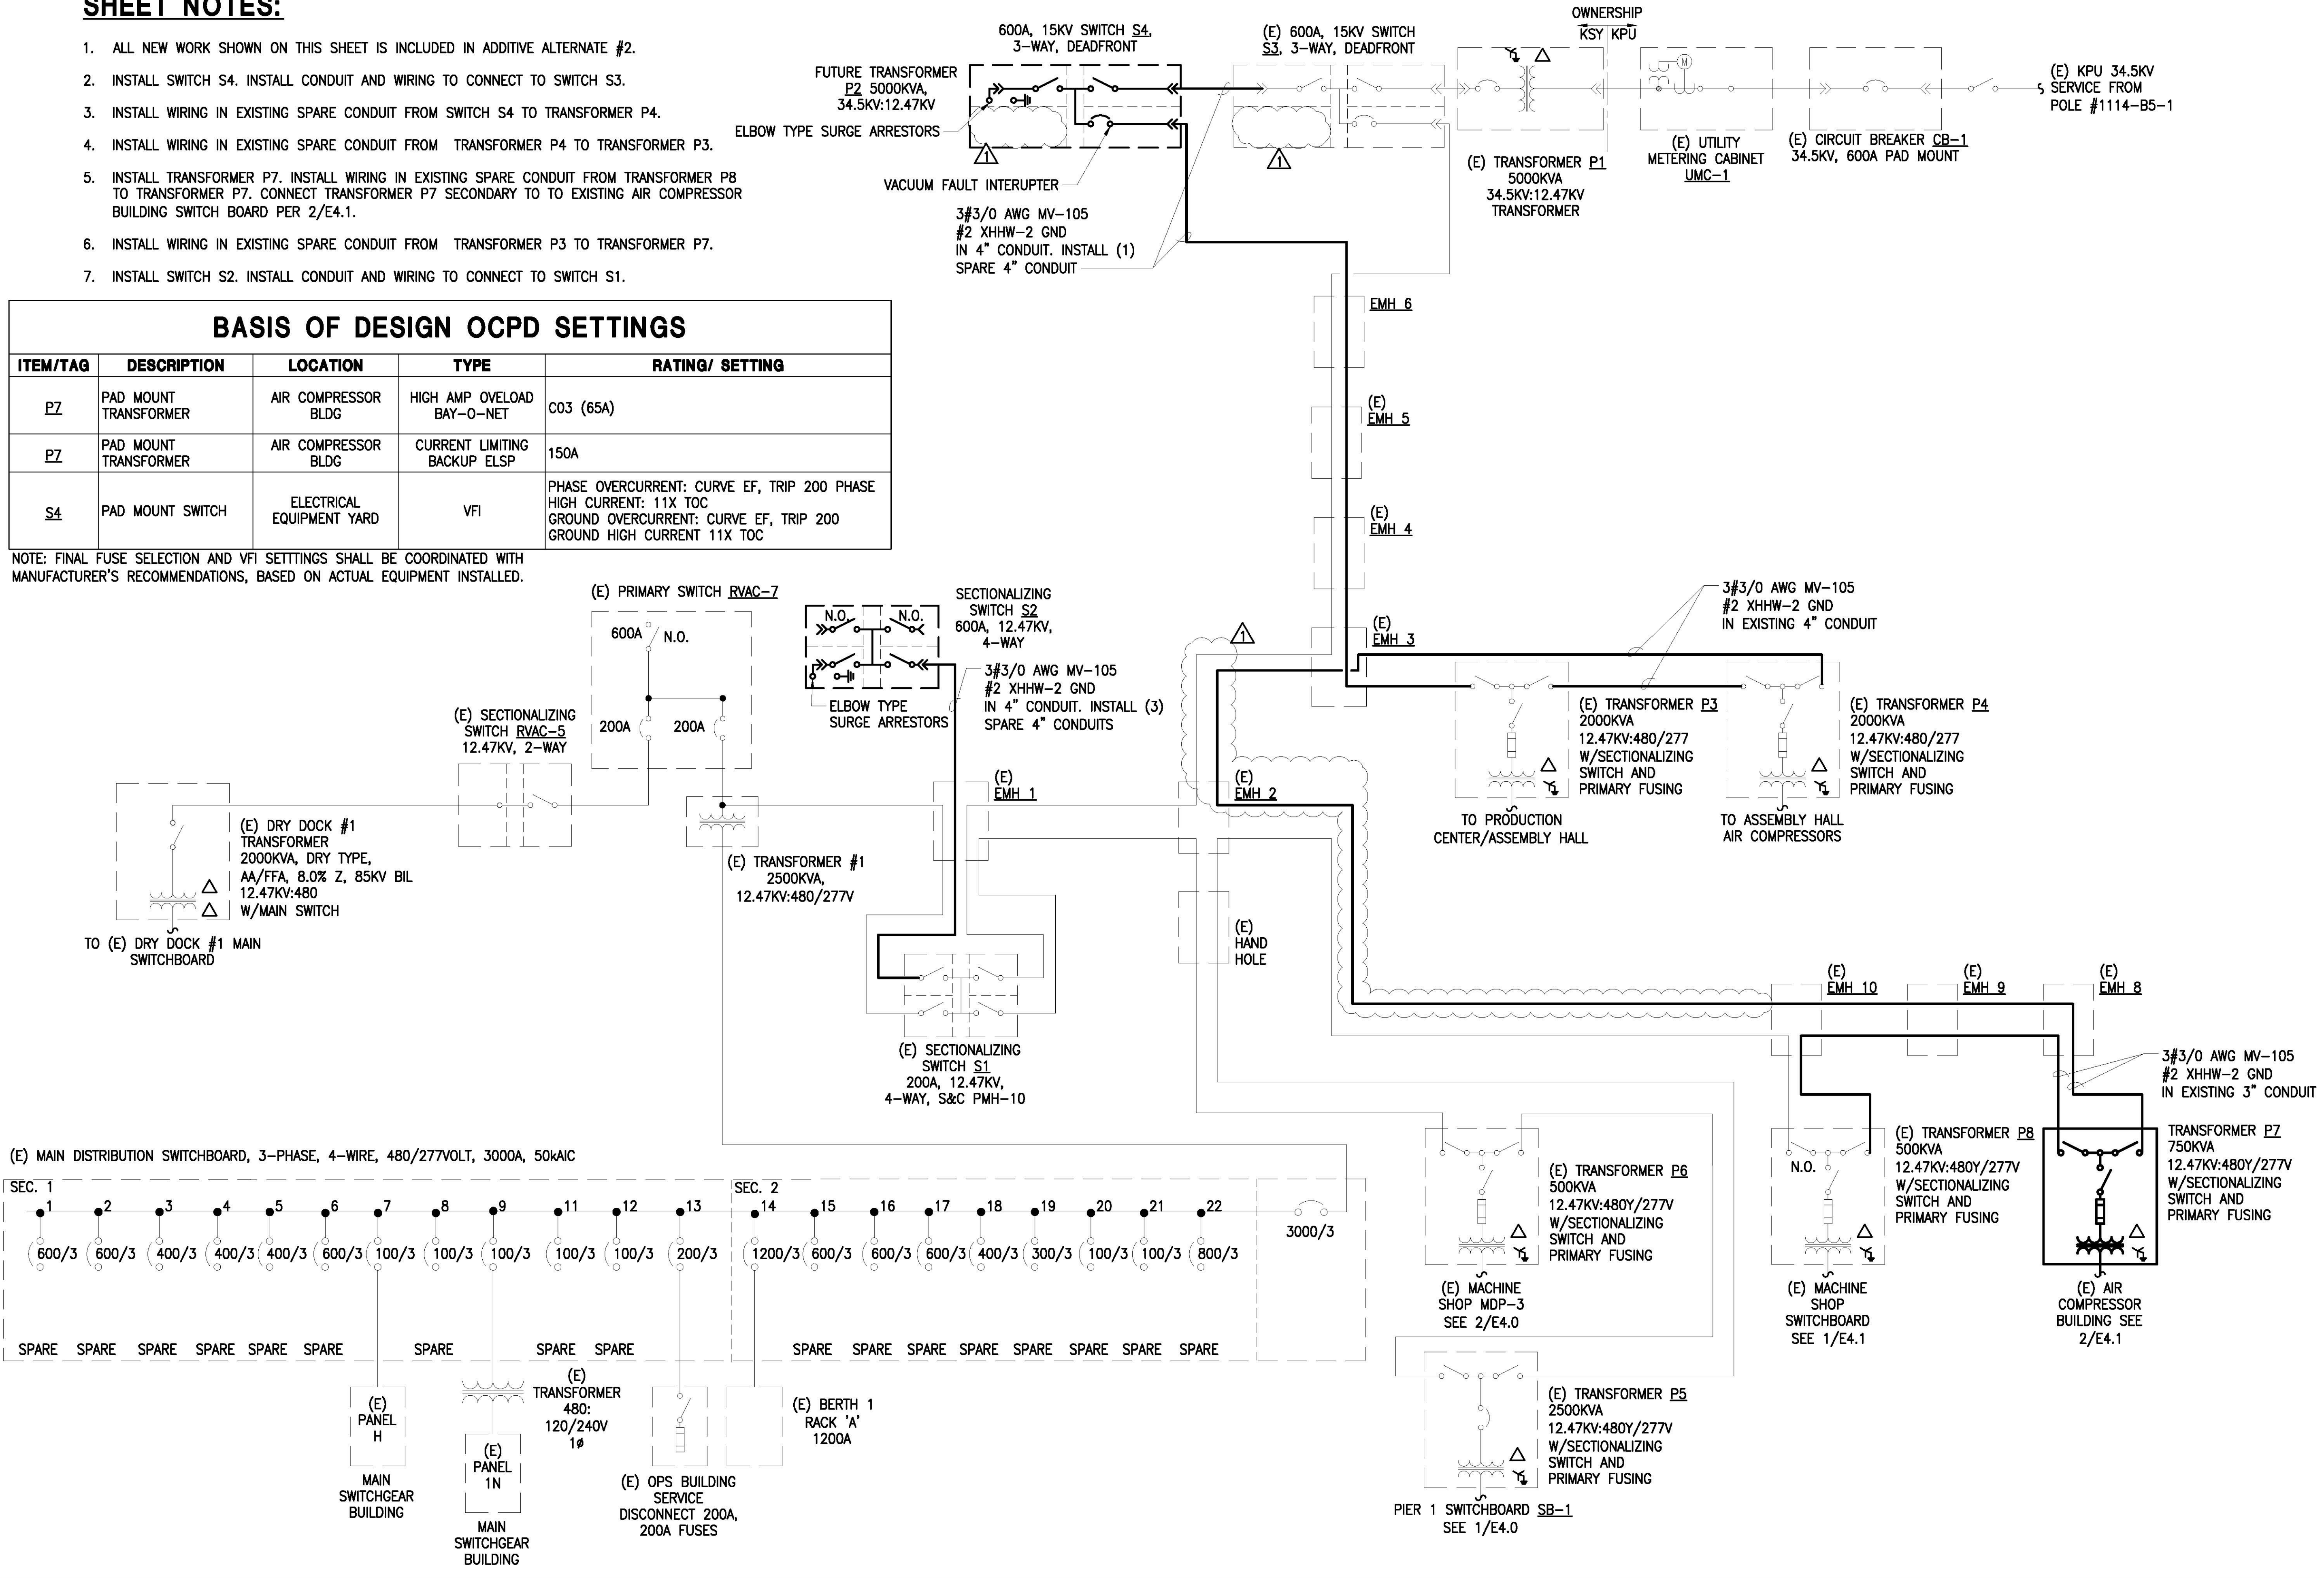 SHEET NOTES:
1. ALL NEW WORK SHOWN ON THIS SHEET IS INCLUDED IN ADDITIVE ALTERNATE #2.
2. INSTALL SWITCH S4. INSTALL CONDUIT AND WIRING TO CONNECT TO SWITCH S3.
3. INSTALL WIRING IN EXISTING SPARE CONDUIT FROM SWITCH S4 TO TRANSFORMER P4.
4. INSTALL WIRING IN EXISTING SPARE CONDUIT FROM TRANSFORMER P4 TO TRANSFORMER P3.
5. INSTALL TRANSFORMER P7. INSTALL WIRING IN EXISTING SPARE CONDUIT FROM TRANSFORMER P8
TO TRANSFORMER P7. CONNECT TRANSFORMER P7 SECONDARY TO TO EXISTING AIR COMPRESSOR
BUILDING SWITCH BOARD PER 2/E4.1.
6. INSTALL WIRING IN EXISTING SPARE CONDUIT FROM TRANSFORMER P3 TO TRANSFORMER P7.
7. INSTALL SWITCH S2. INSTALL CONDUIT AND WIRING TO CONNECT TO SWITCH S1.
BASIS OF DESIGN OCPD SETTINGS
ITEM/TAG DESCRIPTION LOCATION TYPE RATING/ SETTING
P7 PAD MOUNT TRANSFORMER AIR COMPRESSOR BLDG HIGH AMP OVELOAD BAY-O-NET C03 (65A)
P7 PAD MOUNT TRANSFORMER AIR COMPRESSOR BLDG CURRENT LIMITING BACKUP ELSP 150A
S4 PAD MOUNT SWITCH ELECTRICAL EQUIPMENT YARD VFI
PHASE OVERCURRENT: CURVE EF, TRIP 200 PHASE
HIGH CURRENT: 11X TOC
GROUND OVERCURRENT: CURVE EF, TRIP 200
GROUND HIGH CURRENT 11X TOC
NOTE: FINAL FUSE SELECTION AND VFI SETTTINGS SHALL BE COORDINATED WITH
MANUFACTURER'S RECOMMENDATIONS, BASED ON ACTUAL EQUIPMENT INSTALLED.
600A, 15KV SWITCH S4,
3-WAY, DEADFRONT
FUTURE TRANSFORMER
P2 5000KVA,
34.5KV:12.47KV
ELBOW TYPE SURGE ARRESTORS
1
VACUUM FAULT INTERUPTER
3#3/0 AWG MV-105
#2 XHHW-2 GND
IN 4" CONDUIT. INSTALL (1)
SPARE 4" CONDUIT
(E) 600A, 15KV SWITCH
S3, 3-WAY, DEADFRONT
1
OWNERSHIP
KSY KPU
(E) TRANSFORMER P1
5000KVA
34.5KV:12.47KV
TRANSFORMER
M
(E) UTILITY
METERING CABINET
UMC-1
(E) CIRCUIT BREAKER CB-1
34.5KV, 600A PAD MOUNT
(E) KPU 34.5KV
SERVICE FROM
POLE #1114-B5-1
EMH 6
(E)
EMH 5
(E)
EMH 4
(E)
EMH 3
1
3#3/0 AWG MV-105
#2 XHHW-2 GND
IN EXISTING 4" CONDUIT
(E) TRANSFORMER P3
2000KVA
12.47KV:480/277
W/SECTIONALIZING
SWITCH AND
PRIMARY FUSING
TO PRODUCTION
CENTER/ASSEMBLY HALL
(E) TRANSFORMER P4
2000KVA
12.47KV:480/277
W/SECTIONALIZING
SWITCH AND
PRIMARY FUSING
TO ASSEMBLY HALL
AIR COMPRESSORS
(E) PRIMARY SWITCH RVAC-7
600A
N.O.
200A
200A
N.O.
N.O.
SECTIONALIZING
SWITCH S2
600A, 12.47KV,
4-WAY
ELBOW TYPE
SURGE ARRESTORS
3#3/0 AWG MV-105
#2 XHHW-2 GND
IN 4" CONDUIT. INSTALL (3)
SPARE 4" CONDUITS
(E) SECTIONALIZING
SWITCH RVAC-5
12.47KV, 2-WAY
(E) DRY DOCK #1
TRANSFORMER
2000KVA, DRY TYPE,
AA/FFA, 8.0% Z, 85KV BIL
12.47KV:480
W/MAIN SWITCH
TO (E) DRY DOCK #1 MAIN
SWITCHBOARD
(E) TRANSFORMER #1
2500KVA,
12.47KV:480/277V
(E)
EMH 1
(E)
EMH 2
(E)
HAND
HOLE
(E) SECTIONALIZING
SWITCH S1
200A, 12.47KV,
4-WAY, S&C PMH-10
(E)
EMH 10
(E)
EMH 9
(E)
EMH 8
3#3/0 AWG MV-105
#2 XHHW-2 GND
IN EXISTING 3" CONDUIT
(E) TRANSFORMER P6
500KVA
12.47KV:480Y/277V
W/SECTIONALIZING
SWITCH AND
PRIMARY FUSING
(E) MACHINE
SHOP MDP-3
SEE 2/E4.0
N.O.
(E) TRANSFORMER P8
500KVA
12.47KV:480Y/277V
W/SECTIONALIZING
SWITCH AND
PRIMARY FUSING
(E) MACHINE
SHOP
SWITCHBOARD
SEE 1/E4.1
TRANSFORMER P7
750KVA
12.47KV:480Y/277V
W/SECTIONALIZING
SWITCH AND
PRIMARY FUSING
(E) AIR
COMPRESSOR
BUILDING SEE
2/E4.1
(E) TRANSFORMER P5
2500KVA
12.47KV:480Y/277V
W/SECTIONALIZING
SWITCH AND
PRIMARY FUSING
PIER 1 SWITCHBOARD SB-1
SEE 1/E4.0
(E) MAIN DISTRIBUTION SWITCHBOARD, 3-PHASE, 4-WIRE, 480/277VOLT, 3000A, 50kAIC
SEC. 1 SEC. 2
1 2 3 4 5 6 7 8 9 11 12 13 14 15 16 17 18 19 20 21 22
600/3 600/3 400/3 400/3 400/3 600/3 100/3 100/3 100/3 100/3 100/3 200/3 1200/3 600/3 600/3 600/3 400/3 300/3 100/3 100/3 800/3 3000/3
SPARE SPARE SPARE SPARE SPARE SPARE SPARE SPARE SPARE SPARE SPARE SPARE SPARE SPARE SPARE SPARE SPARE
(E)
PANEL
H
MAIN
SWITCHGEAR
BUILDING
(E)
TRANSFORMER
480:
120/240V
1ø
(E)
PANEL
1N
MAIN
SWITCHGEAR
BUILDING
(E) OPS BUILDING
SERVICE
DISCONNECT 200A,
200A FUSES
(E) BERTH 1
RACK 'A'
1200A